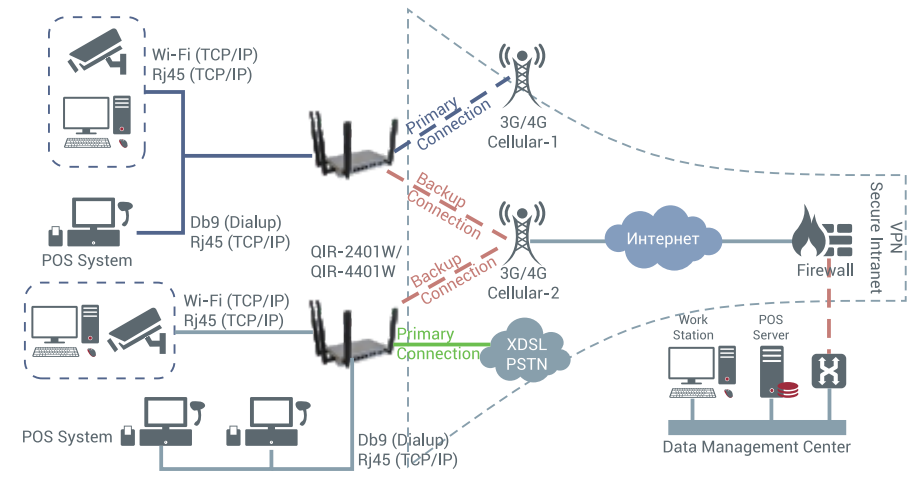 Wi-Fi (TCP/IP)
Rj45 (TCP/IP)
Primary
Connection
3G/4G
Cellular-1
Backup
Connection
Db9 (Dialup)
Rj45 (TCP/IP)
POS System
QIR-2401W/
QIR-4401W
Backup
Connection
3G/4G
Cellular-2
Интернет
Firewall
VPN
Secure Intranet
Wi-Fi (TCP/IP)
Rj45 (TCP/IP)
Primary
Connection
XDSL
PSTN
Work
Station
POS
Server
POS System
Db9 (Dialup)
Rj45 (TCP/IP)
Data Management Center